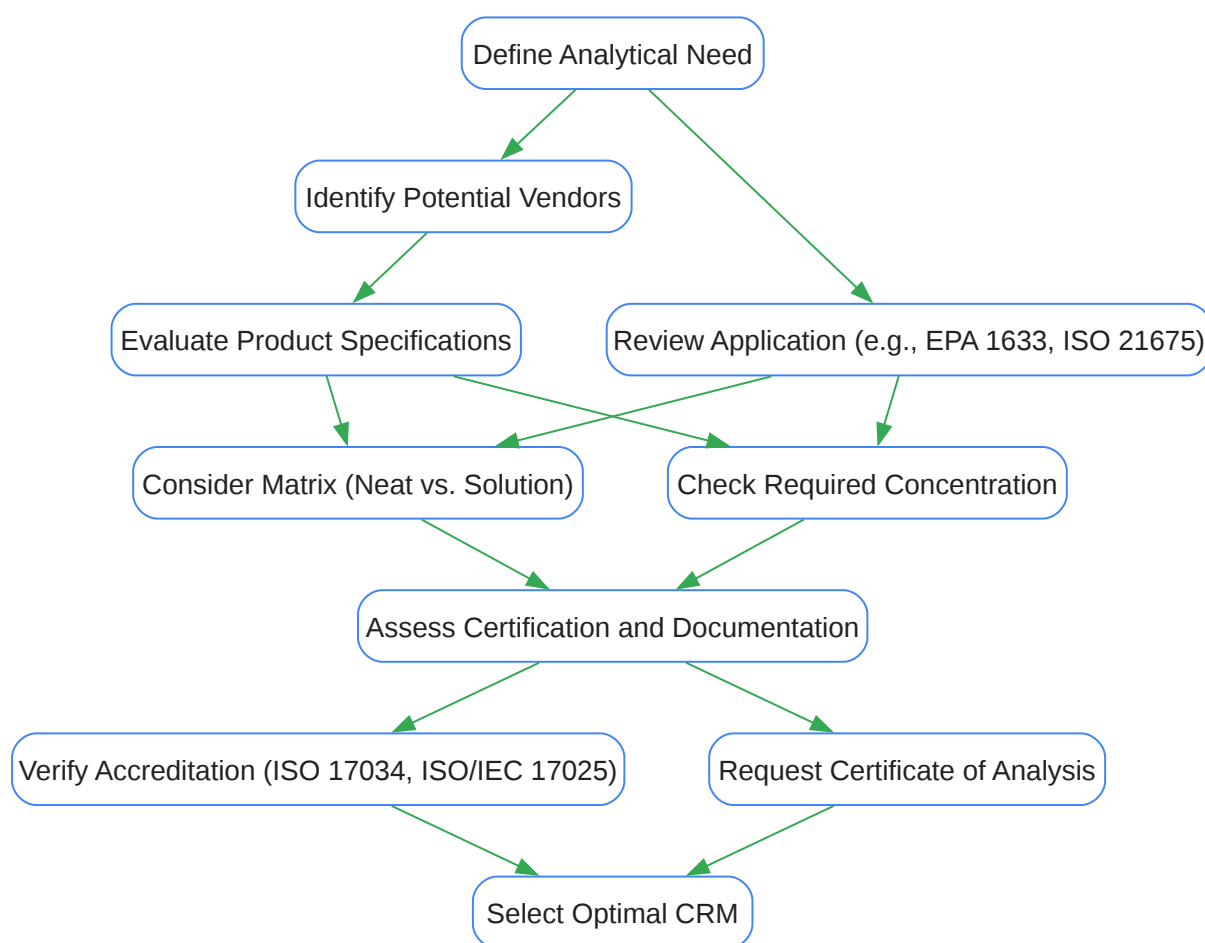 Define Analytical Need
Identify Potential Vendors
Evaluate Product Specifications
Review Application (e.g., EPA 1633, ISO 21675)
Consider Matrix (Neat vs. Solution)
Check Required Concentration
Assess Certification and Documentation
Verify Accreditation (ISO 17034, ISO/IEC 17025)
Request Certificate of Analysis
Select Optimal CRM